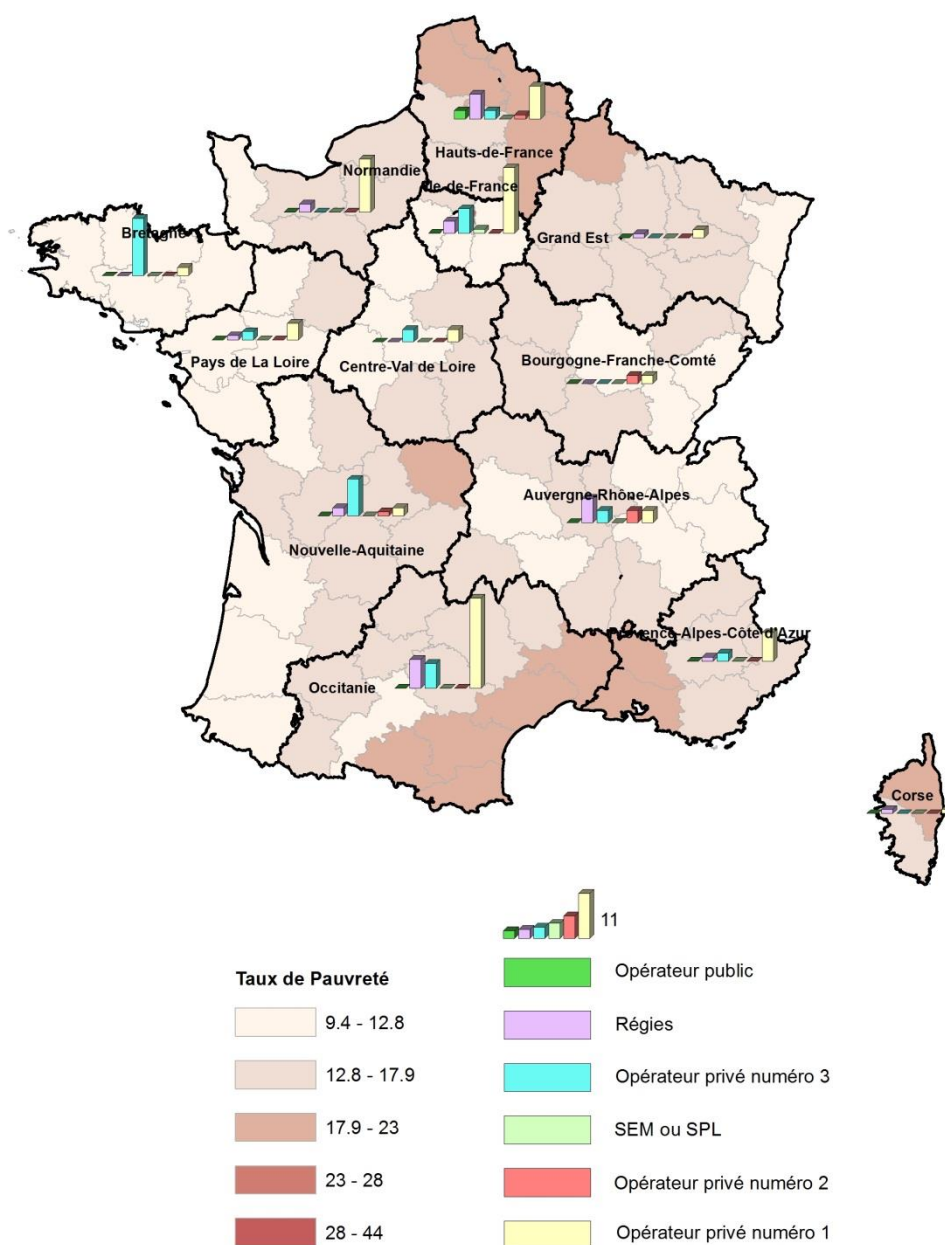 Hauts-de-France
Normandie
Île-de-France
Bretagne
Grand Est
Pays de La Loire
Centre-Val de Loire
Bourgogne-Franche-Comté
Auvergne-Rhône-Alpes
Nouvelle-Aquitaine
Provence-Alpes-Côte d'Azur
Occitanie
Corse
11
Taux de Pauvreté
9.4 - 12.8
12.8 - 17.9
17.9 - 23
23 - 28
28 - 44
Opérateur public
Régies
Opérateur privé numéro 3
SEM ou SPL
Opérateur privé numéro 2
Opérateur privé numéro 1